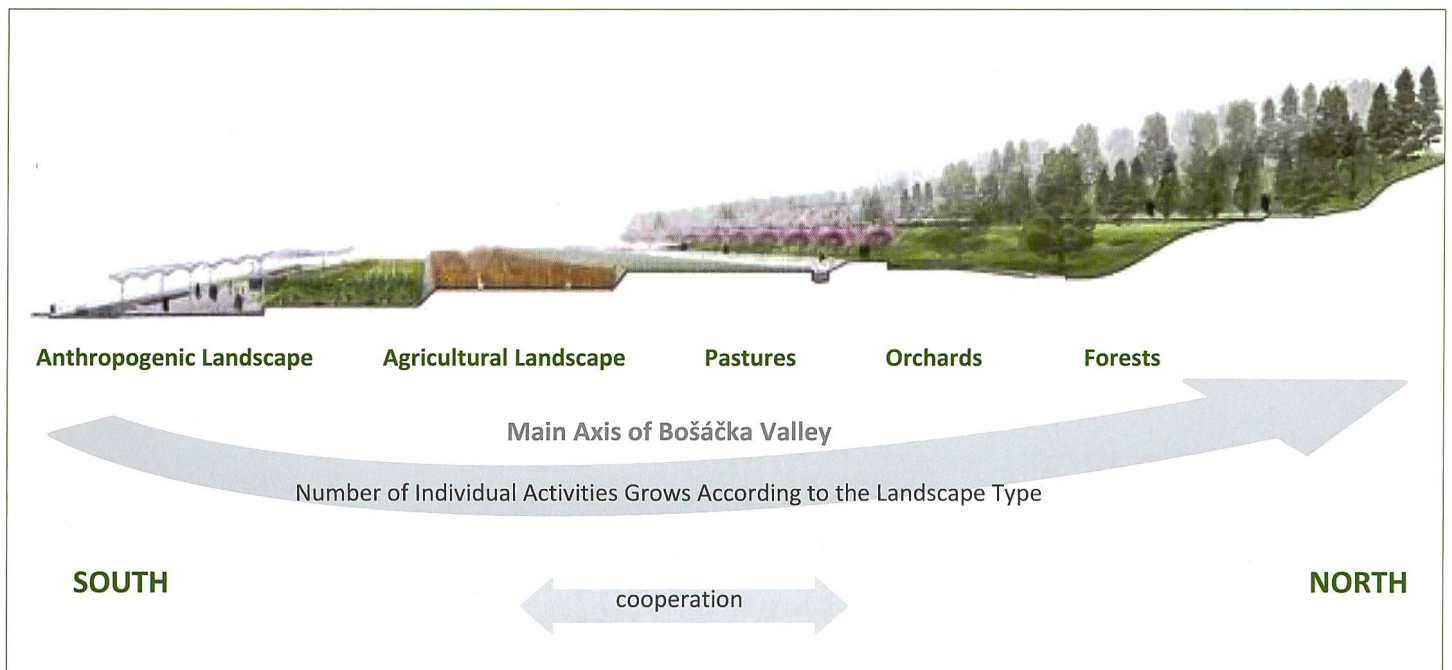 Anthropogenic Landscape Agricultural Landscape Pastures Orchards Forests
Main Axis of Bošáčka Valley
Number of Individual Activities Grows According to the Landscape Type
SOUTH NORTH
cooperation